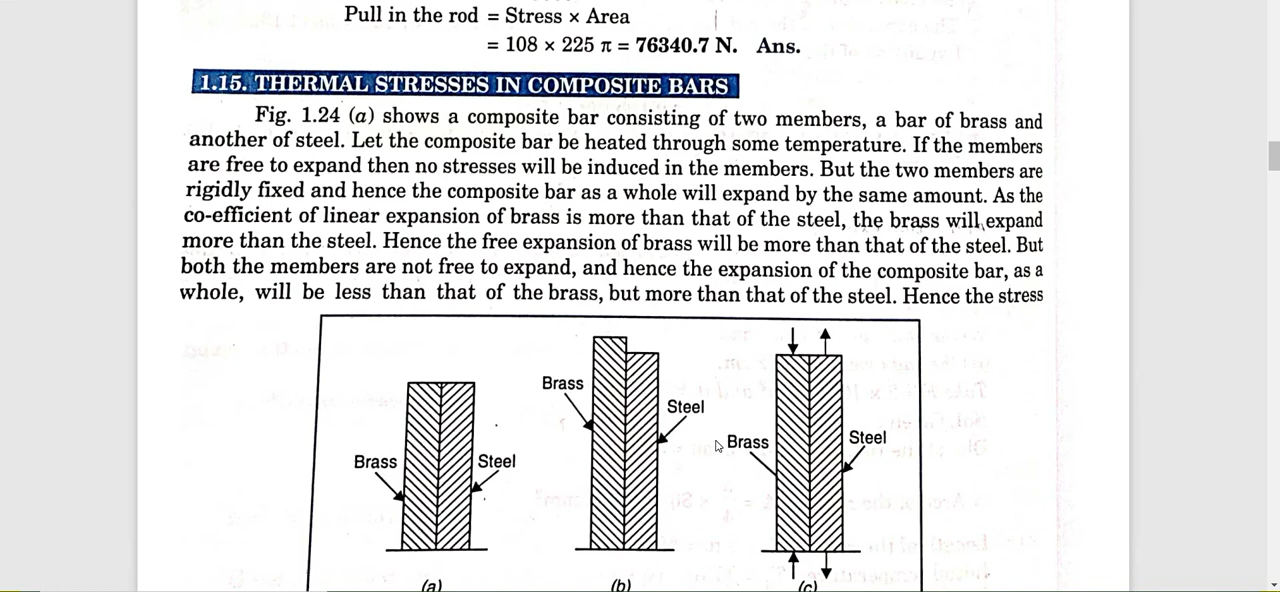 Pull in the rod = Stress × Area
= 108 × 225 π = 76340.7 N. Ans.
1.15. THERMAL STRESSES IN COMPOSITE BARS
Fig. 1.24 (a) shows a composite bar consisting of two members, a bar of brass and
another of steel. Let the composite bar be heated through some temperature. If the members
are free to expand then no stresses will be induced in the members. But the two members are
rigidly fixed and hence the composite bar as a whole will expand by the same amount. As the
co-efficient of linear expansion of brass is more than that of the steel, the brass will expand
more than the steel. Hence the free expansion of brass will be more than that of the steel. But
both the members are not free to expand, and hence the expansion of the composite bar, as a
whole, will be less than that of the brass, but more than that of the steel. Hence the stress
Brass
Steel
(a)
Brass
Steel
(b)
Brass
Steel
(c)